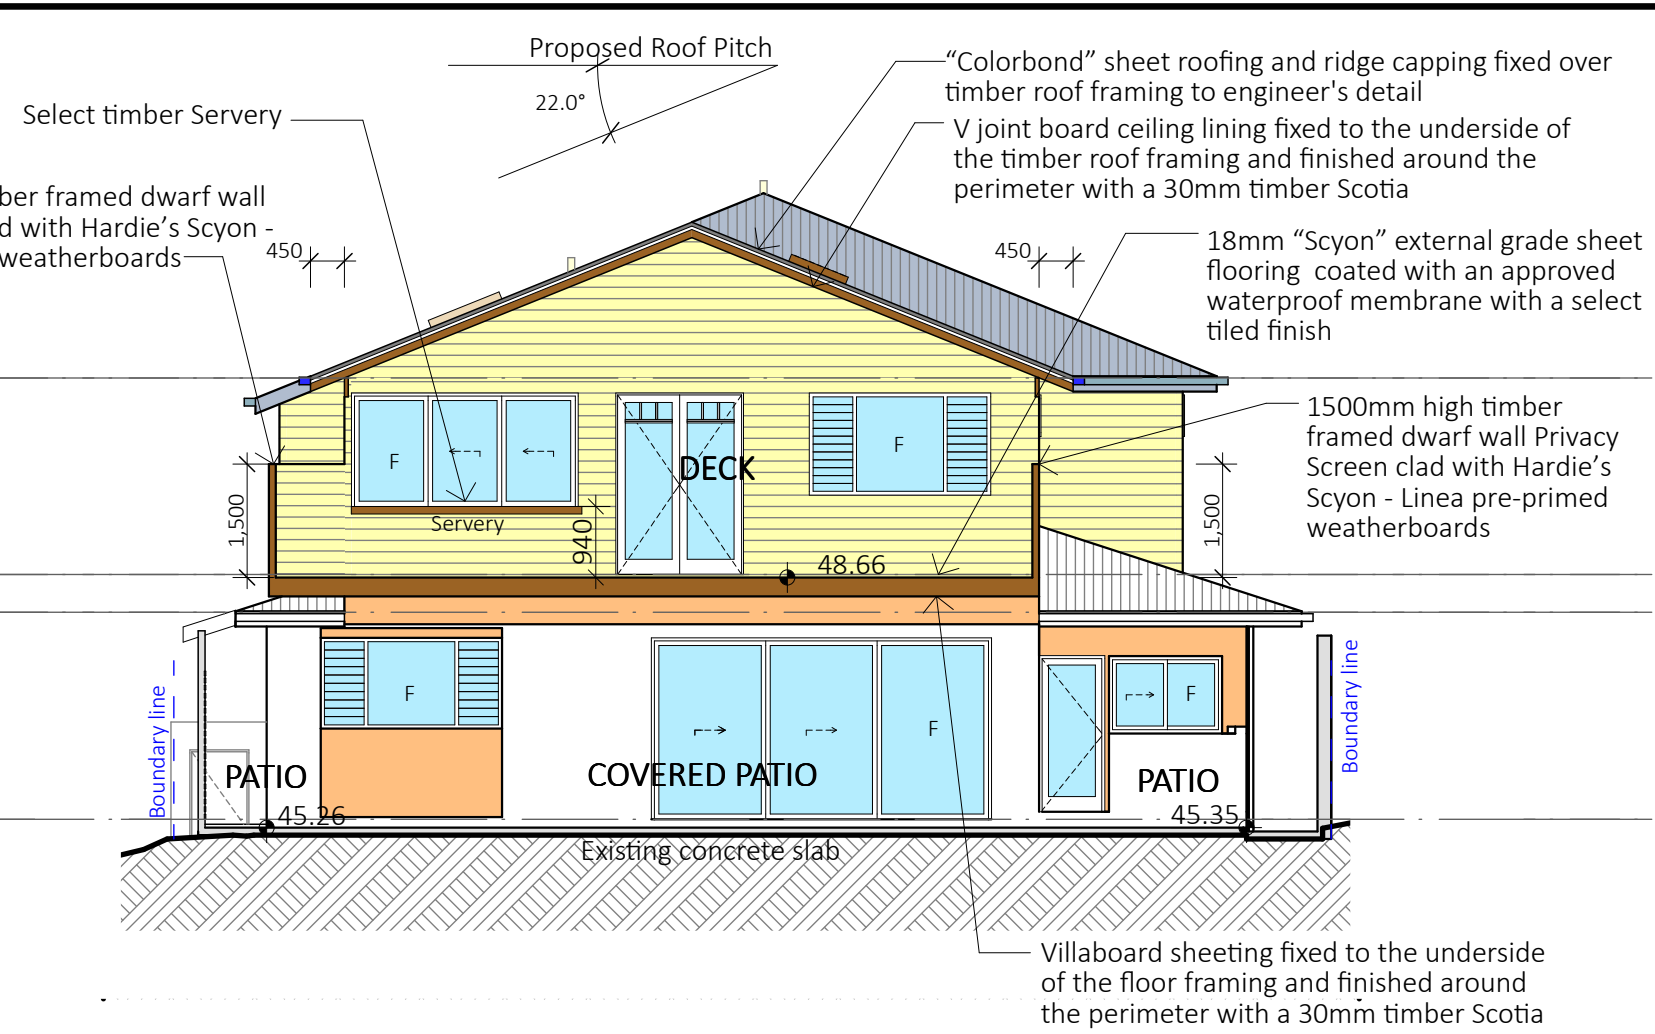 Proposed Roof Pitch
22.0°
Select timber Servery
ber framed dwarf wall
d with Hardie’s Scyon -
weatherboards
450
“Colorbond” sheet roofing and ridge capping fixed over
timber roof framing to engineer's detail
V joint board ceiling lining fixed to the underside of
the timber roof framing and finished around the
perimeter with a 30mm timber Scotia
450
18mm “Scyon” external grade sheet
flooring coated with an approved
waterproof membrane with a select
tiled finish
1500mm high timber
framed dwarf wall Privacy
Screen clad with Hardie’s
Scyon - Linea pre-primed
weatherboards
F
F
DECK
1,500
Servery
940
48.66
1,500
Boundary line
F
F
F
Boundary line
PATIO
COVERED PATIO
PATIO
45.26
45.35
Existing concrete slab
Villaboard sheeting fixed to the underside
of the floor framing and finished around
the perimeter with a 30mm timber Scotia